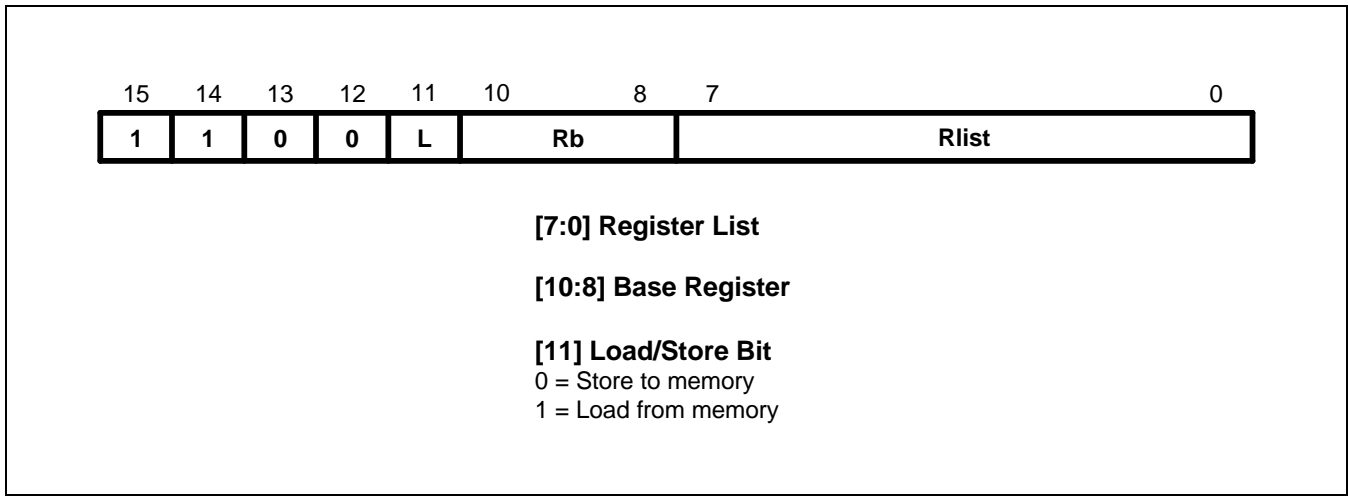 15 14 13 12 11 10 8 7 0
1 1 0 0 L Rb Rlist
[7:0] Register List
[10:8] Base Register
[11] Load/Store Bit
0 = Store to memory
1 = Load from memory